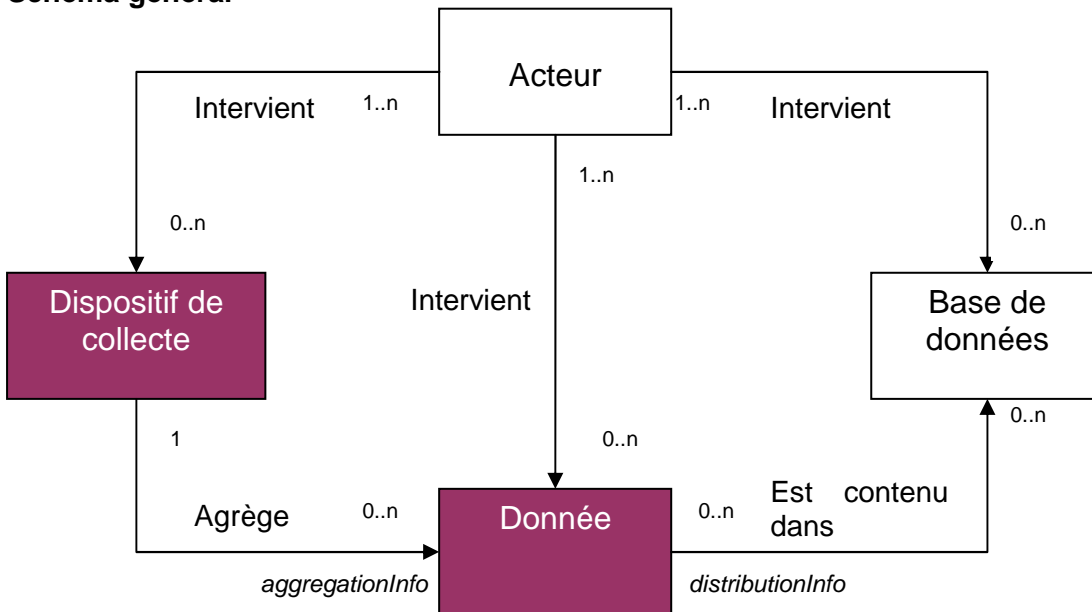 Schéma général
Acteur
Intervient
1..n
1..n
Intervient
1..n
0..n
0..n
Dispositif de
collecte
Intervient
Base de
données
0..n
1
0..n
Agrège
0..n
Donnée
0..n
Est contenu
dans
aggregationInfo
distributionInfo